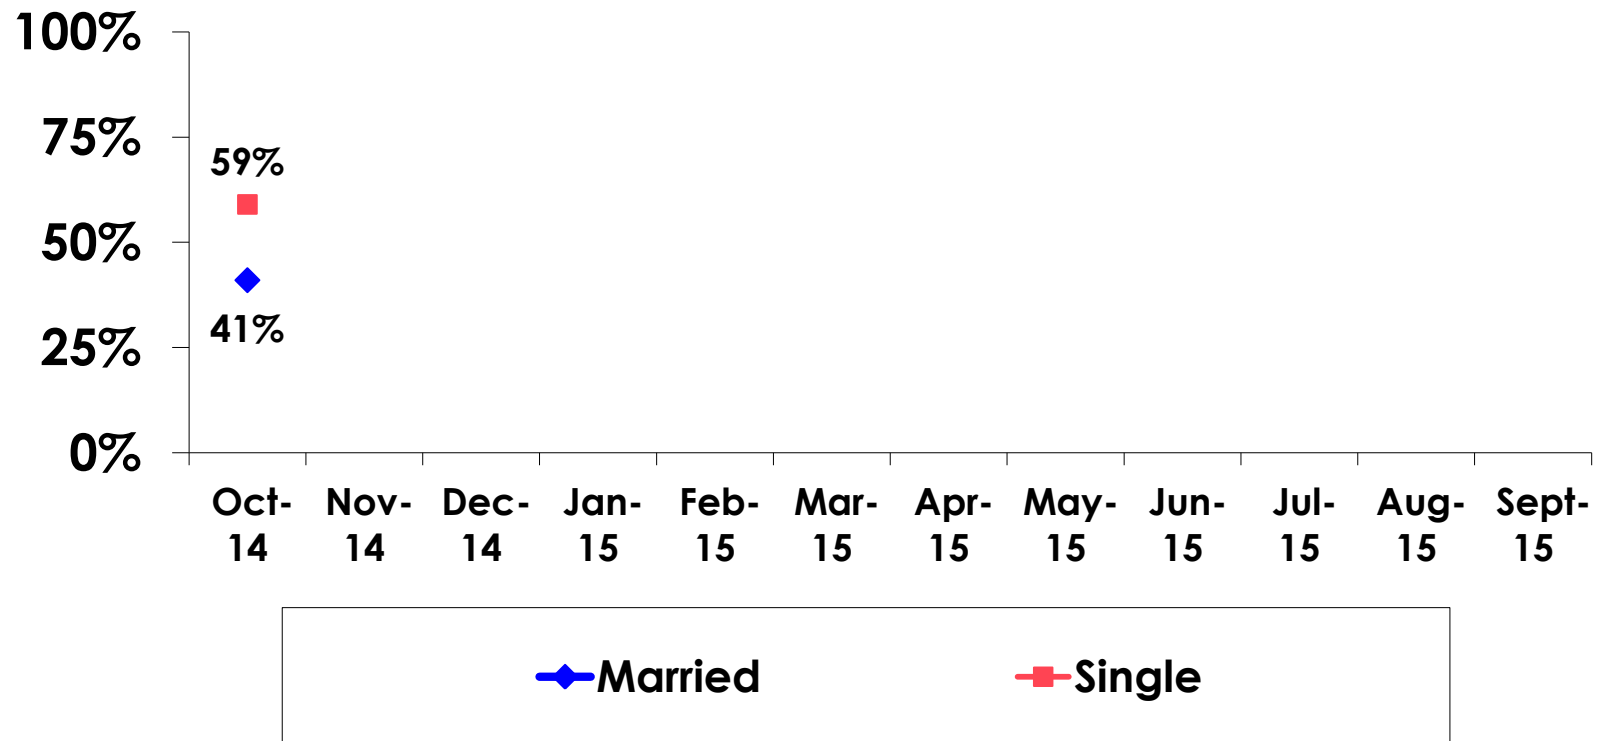 100%
75%
59%
50%
41%
25%
0%
Oct- Nov- Dec- Jan- Feb- Mar- Apr- May- Jun- Jul- Aug- Sept-
14 14 14 15 15 15 15 15 15 15 15 15
Married Single